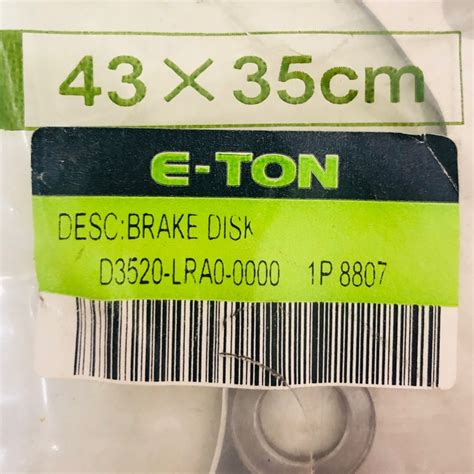 43×35cm
E-TON
DESC:BRAKE DISK
D3520-LRA0-0000 1P 8807